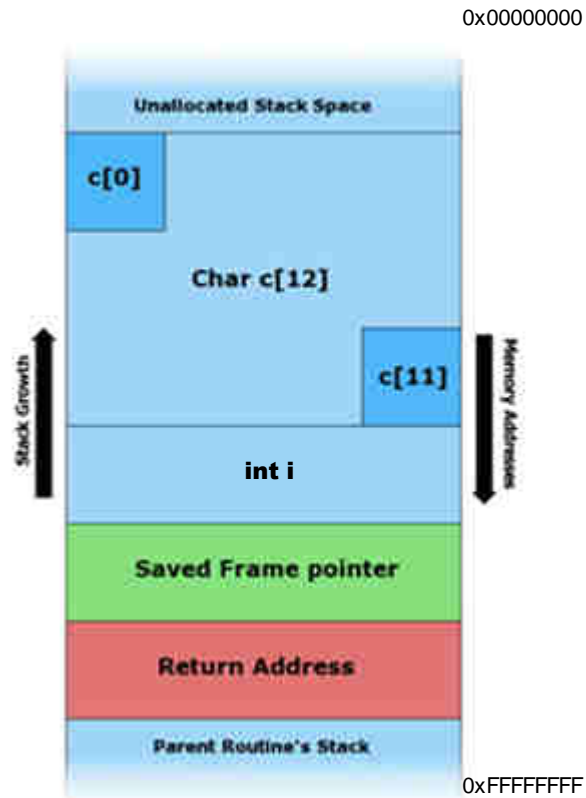 0x00000000
Unallocated Stack Space
c[0]
Char c[12]
c[11]
Stack Growth
Memory Addresses
int i
Saved Frame pointer
Return Address
Parent Routine's Stack
0xFFFFFFFF